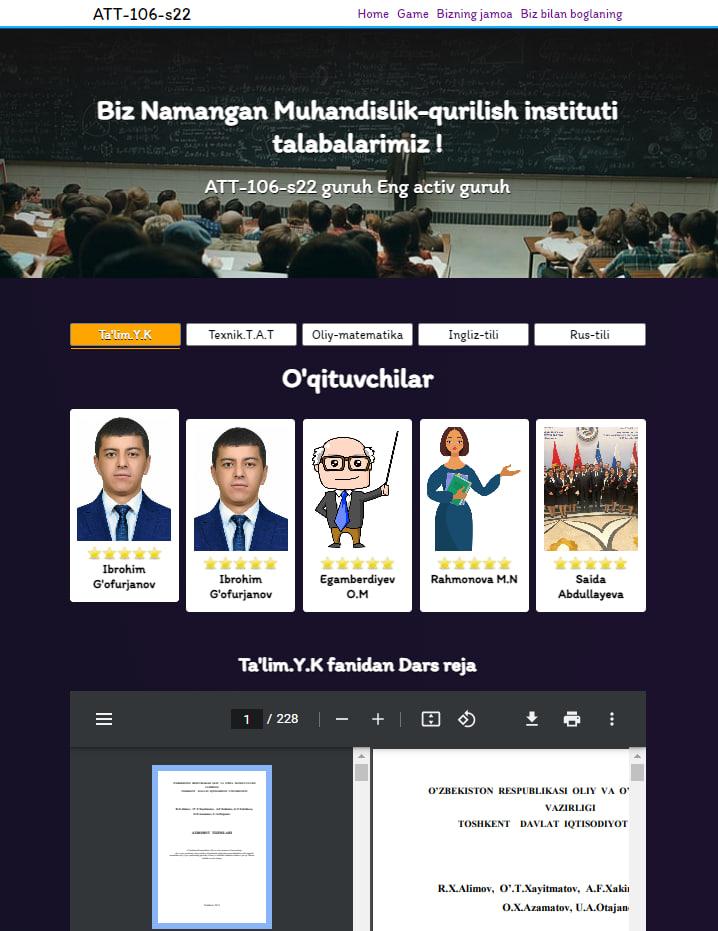 ATT-106-s22
Home Game Bizning jamoa Biz bilan boglaning
Biz Namangan Muhandislik-qurilish instituti
talabalarimiz !
ATT-106-s22 guruh Eng activ guruh
Ta'lim.Y.K Texnik.T.A.T Oliy-matematika Ingliz-tili Rus-tili
O'qituvchilar
Ibrohim
G'ofurjanov
Ibrohim
G'ofurjanov
Egamberdiyev
O.M
Rahmonova M.N
Saida
Abdullayeva
Ta'lim.Y.K fanidan Dars reja
1 / 228
O'ZBEKISTON RESPUBLIKASI OLIY VA O'
VAZIRLIGI
TOSHKENT DAVLAT IQTISODIYOT
R.X.Alimov, O'.T.Xayitmatov, A.F.Xakin
O.X.Azamatov, U.A.Otajan